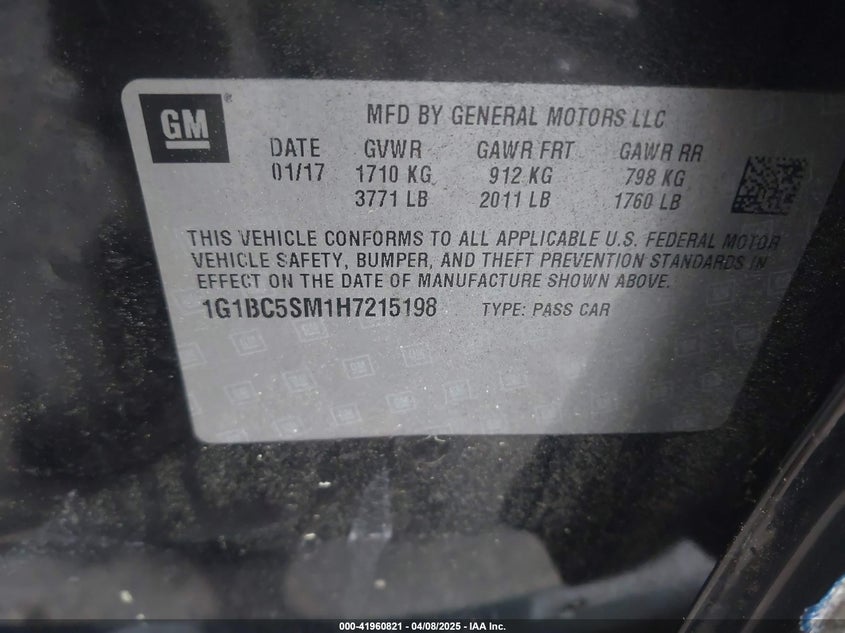 GM
MFD BY GENERAL MOTORS LLC
DATE GVWR GAWR FRT GAWR RR
01/17 1710 KG 912 KG 798 KG
3771 LB 2011 LB 1760 LB
THIS VEHICLE CONFORMS TO ALL APPLICABLE U.S. FEDERAL MOTOR
VEHICLE SAFETY, BUMPER, AND THEFT PREVENTION STANDARDS IN
EFFECT ON THE DATE OF MANUFACTURE SHOWN ABOVE.
1G1BC5SM1H7215198 TYPE: PASS CAR
000-41960821 - 04/08/2025 - IAA Inc.